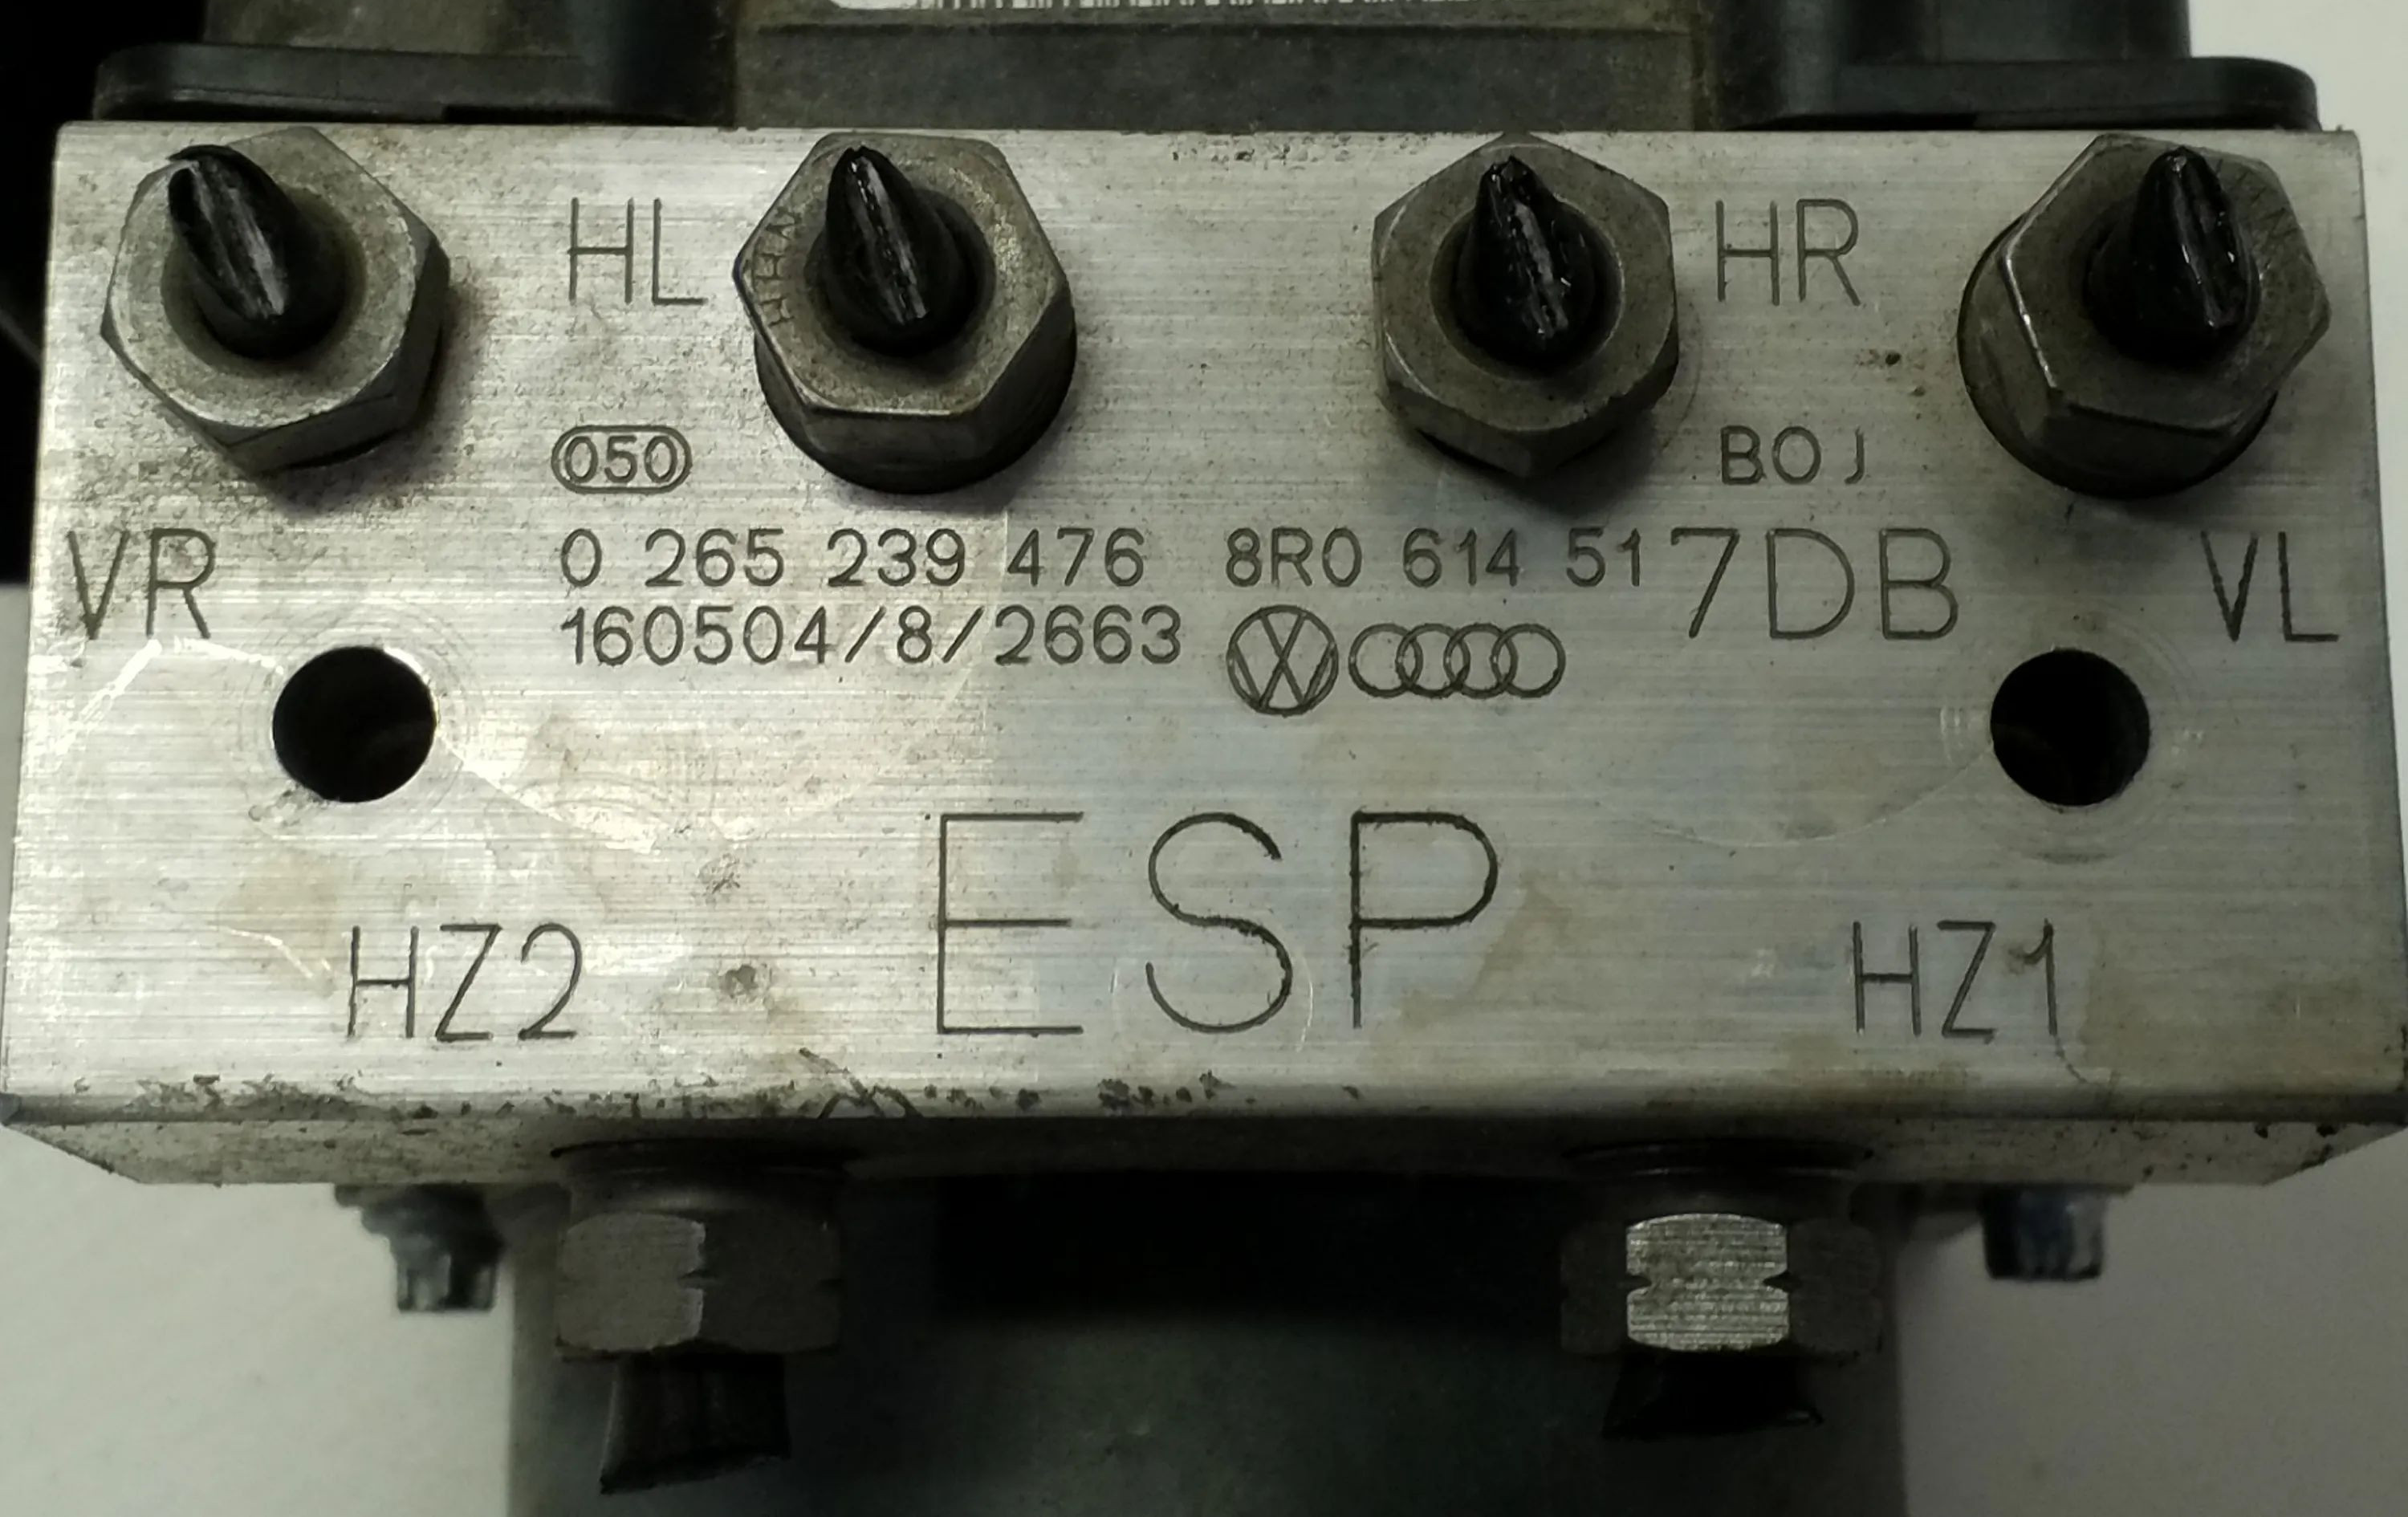 HL
HR
050
BOJ
VR
0 265 239 476 8R0 614 517DB
VL
160504/8/2663
ESP
HZ2
HZ1